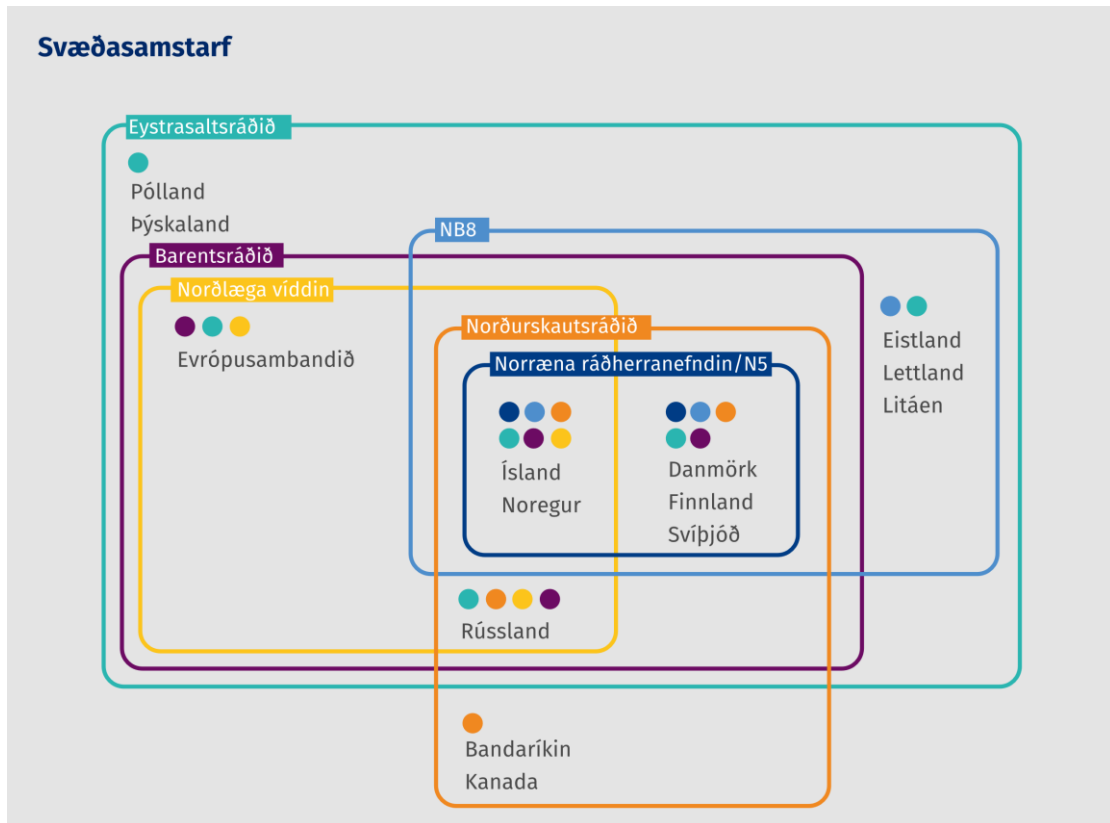 Svæðasamstarf
Eystrasaltsráðið
Pólland
Þýskaland
NB8
Barentsráðið
Norðlæga víddin
Evrópusambandið
Norðurskautsráðið
Norræna ráðherranefndin/N5
Ísland
Noregur
Danmörk
Finnland
Svíþjóð
Eistland
Lettland
Litáen
Rússland
Bandaríkin
Kanada